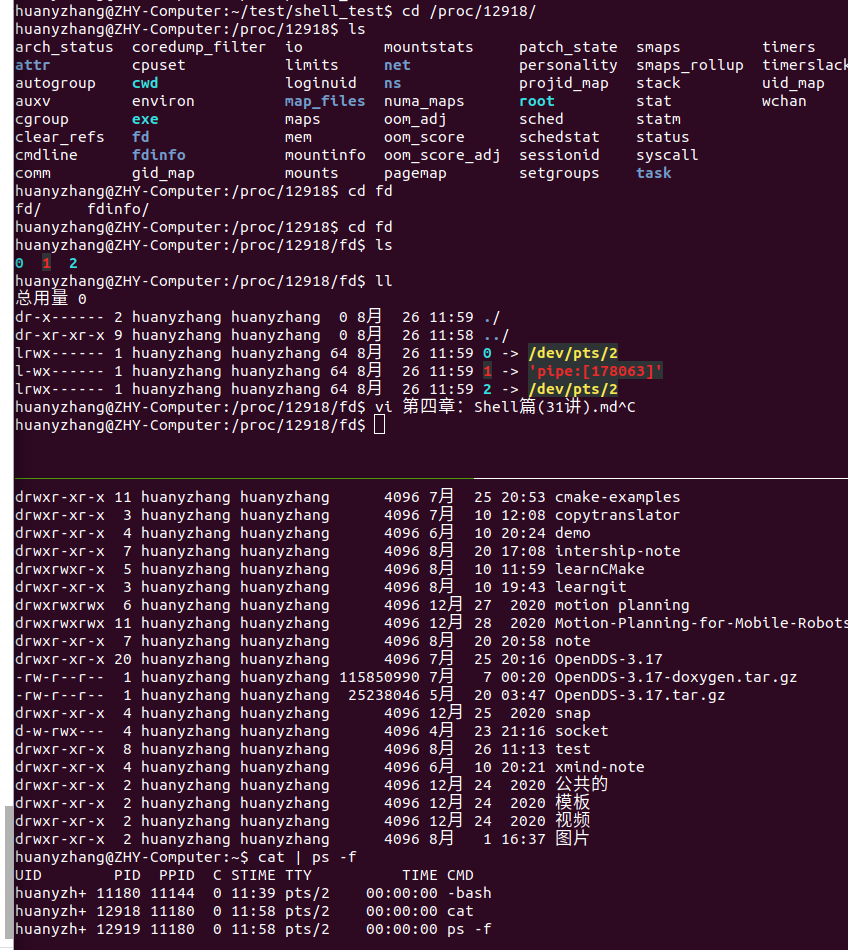 huanyzhang@ZHY-Computer:~/test/shell_test$ cd /proc/12918/
huanyzhang@ZHY-Computer:/proc/12918$ ls
arch_status  coredump_filter  io         mountstats     patch_state  smaps         timers
attr         cpuset           limits     net            personality  smaps_rollup  timerslack
autogroup    cwd              loginuid   ns             projid_map   stack         uid_map
auxv         environ          map_files  numa_maps      root         stat          wchan
cgroup       exe              maps       oom_adj        sched        statm
clear_refs   fd               mem        oom_score      schedstat    status
cmdline      fdinfo           mountinfo  oom_score_adj  sessionid    syscall
comm         gid_map          mounts     pagemap        setgroups    task
huanyzhang@ZHY-Computer:/proc/12918$ cd fd
fd/     fdinfo/
huanyzhang@ZHY-Computer:/proc/12918$ cd fd
huanyzhang@ZHY-Computer:/proc/12918/fd$ ls
0  1  2
huanyzhang@ZHY-Computer:/proc/12918/fd$ ll
总用量 0
dr-x------ 2 huanyzhang huanyzhang  0 8月  26 11:59 ./
dr-xr-xr-x 9 huanyzhang huanyzhang  0 8月  26 11:58 ../
lrwx------ 1 huanyzhang huanyzhang 64 8月  26 11:59 0 -> /dev/pts/2
l-wx------ 1 huanyzhang huanyzhang 64 8月  26 11:59 1 -> 'pipe:[178063]'
lrwx------ 1 huanyzhang huanyzhang 64 8月  26 11:59 2 -> /dev/pts/2
huanyzhang@ZHY-Computer:/proc/12918/fd$ vi 第四章：Shell篇(31讲).md^C
huanyzhang@ZHY-Computer:/proc/12918/fd$
drwxr-xr-x 11 huanyzhang huanyzhang      4096 7月  25 20:53 cmake-examples
drwxr-xr-x  3 huanyzhang huanyzhang      4096 7月  10 12:08 copytranslator
drwxr-xr-x  4 huanyzhang huanyzhang      4096 6月  10 20:24 demo
drwxr-xr-x  7 huanyzhang huanyzhang      4096 8月  20 17:08 intership-note
drwxrwxr-x  5 huanyzhang huanyzhang      4096 8月  10 11:59 learnCMake
drwxr-xr-x  3 huanyzhang huanyzhang      4096 8月  10 19:43 learngit
drwxrwxrwx  6 huanyzhang huanyzhang      4096 12月 27  2020 motion planning
drwxrwxrwx 11 huanyzhang huanyzhang      4096 12月 28  2020 Motion-Planning-for-Mobile-Robots
drwxr-xr-x  7 huanyzhang huanyzhang      4096 8月  20 20:58 note
drwxr-xr-x 20 huanyzhang huanyzhang      4096 7月  25 20:16 OpenDDS-3.17
-rw-r--r--  1 huanyzhang huanyzhang 115850990 7月   7 00:20 OpenDDS-3.17-doxygen.tar.gz
-rw-r--r--  1 huanyzhang huanyzhang  25238046 5月  20 03:47 OpenDDS-3.17.tar.gz
drwxr-xr-x  4 huanyzhang huanyzhang      4096 12月 25  2020 snap
d-w-rwx---  4 huanyzhang huanyzhang      4096 4月  23 21:16 socket
drwxr-xr-x  8 huanyzhang huanyzhang      4096 8月  26 11:13 test
drwxr-xr-x  4 huanyzhang huanyzhang      4096 6月  10 20:21 xmind-note
drwxr-xr-x  2 huanyzhang huanyzhang      4096 12月 24  2020 公共的
drwxr-xr-x  2 huanyzhang huanyzhang      4096 12月 24  2020 模板
drwxr-xr-x  2 huanyzhang huanyzhang      4096 12月 24  2020 视频
drwxr-xr-x  2 huanyzhang huanyzhang      4096 8月   1 16:37 图片
huanyzhang@ZHY-Computer:~$ cat | ps -f
UID        PID  PPID  C STIME TTY          TIME CMD
huanyzh+ 11180 11144  0 11:39 pts/2    00:00:00 -bash
huanyzh+ 12918 11180  0 11:58 pts/2    00:00:00 cat
huanyzh+ 12919 11180  0 11:58 pts/2    00:00:00 ps -f